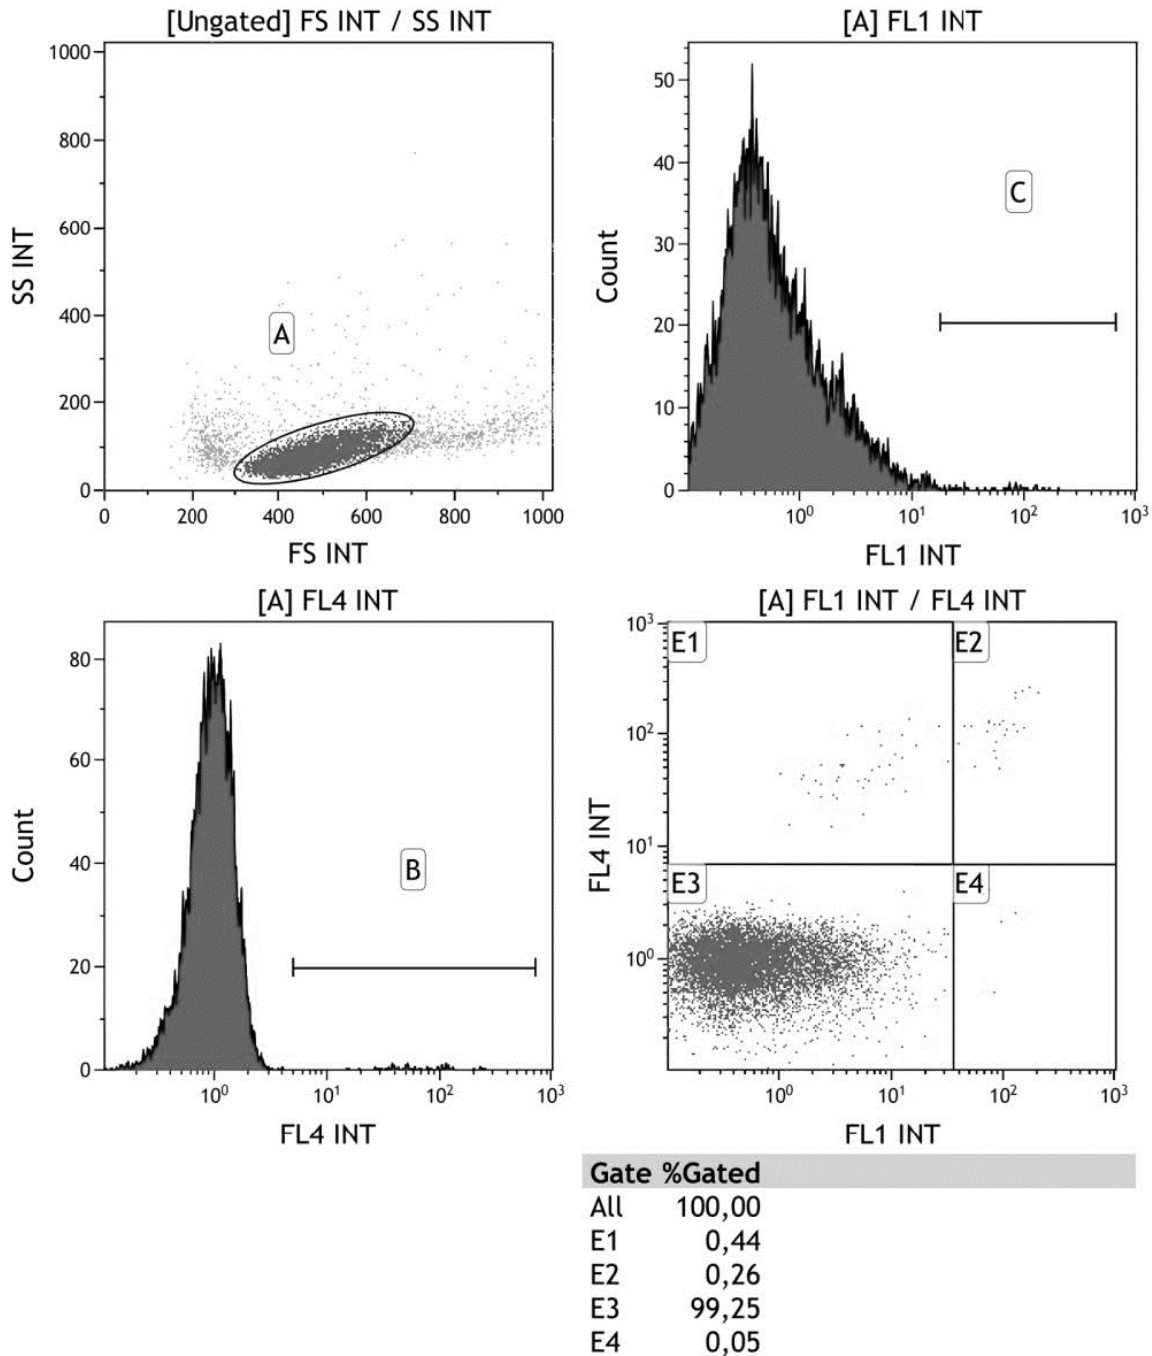 [Ungated] FS INT / SS INT
1000
800
600
400
200
0
SS INT
A
0 200 400 600 800 1000
FS INT
[A] FL1 INT
50
40
30
20
10
0
Count
C
10⁰ 10¹ 10² 10³
FL1 INT
[A] FL4 INT
80
60
40
20
0
Count
B
10⁰ 10¹ 10² 10³
FL4 INT
[A] FL1 INT / FL4 INT
10³
10²
10¹
10⁰
FL4 INT
E1 E2
E3 E4
10⁰ 10¹ 10² 10³
FL1 INT
Gate %Gated
All 100,00
E1 0,44
E2 0,26
E3 99,25
E4 0,05